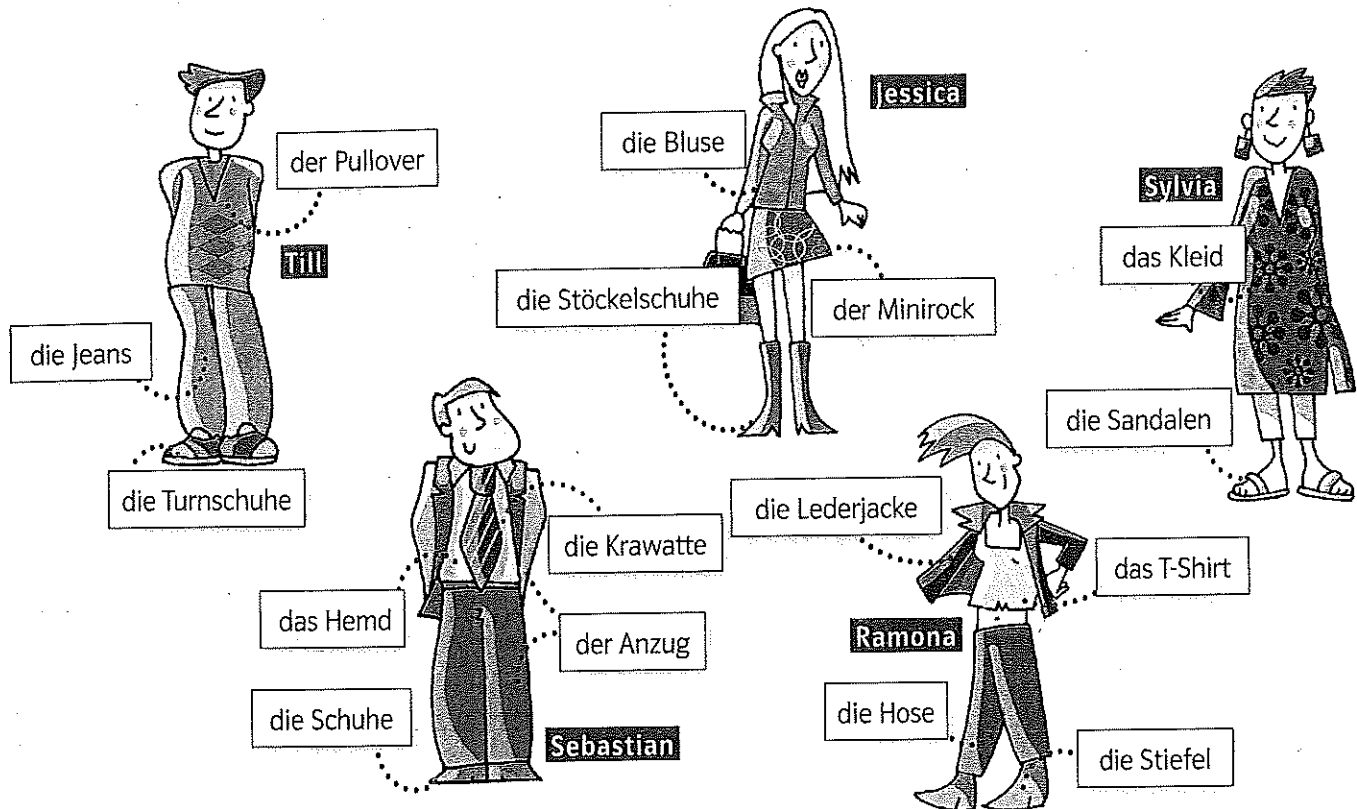 Jessica
der Pullover
die Bluse
Sylvia
Till
das Kleid
die Stöckelschuhe
der Minirock
die Jeans
die Sandalen
die Turnschuhe
die Lederjacke
die Krawatte
das T-Shirt
das Hemd
der Anzug
Ramona
die Schuhe
die Hose
Sebastian
die Stiefel